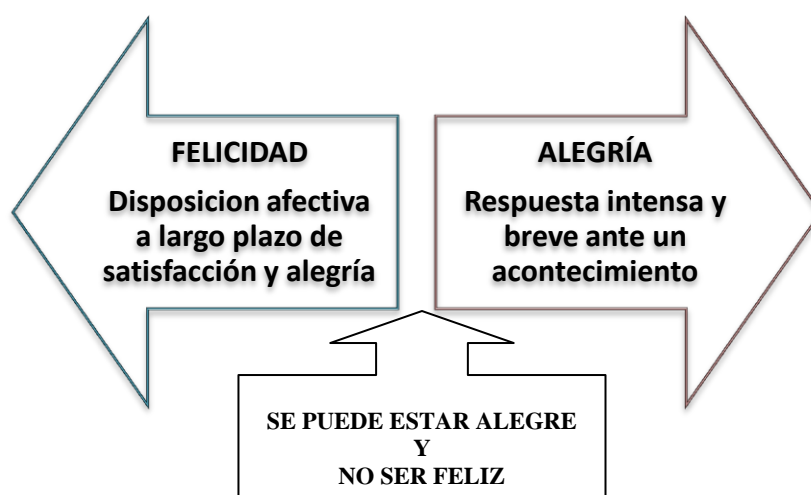 FELICIDAD
Disposicion afectiva
a largo plazo de
satisfacción y alegría
ALEGRÍA
Respuesta intensa y
breve ante un
acontecimiento
SE PUEDE ESTAR ALEGRE
Y
NO SER FELIZ